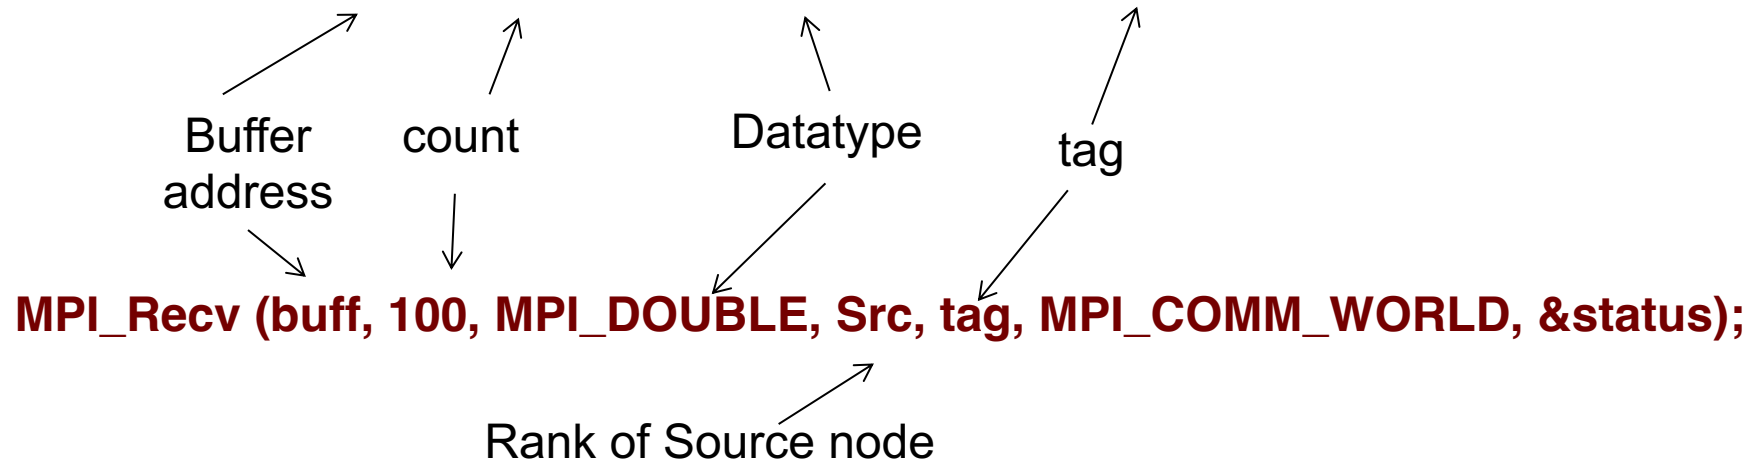 Buffer address
count
Datatype
tag
MPI_Recv (buff, 100, MPI_DOUBLE, Src, tag, MPI_COMM_WORLD, &status);
Rank of Source node